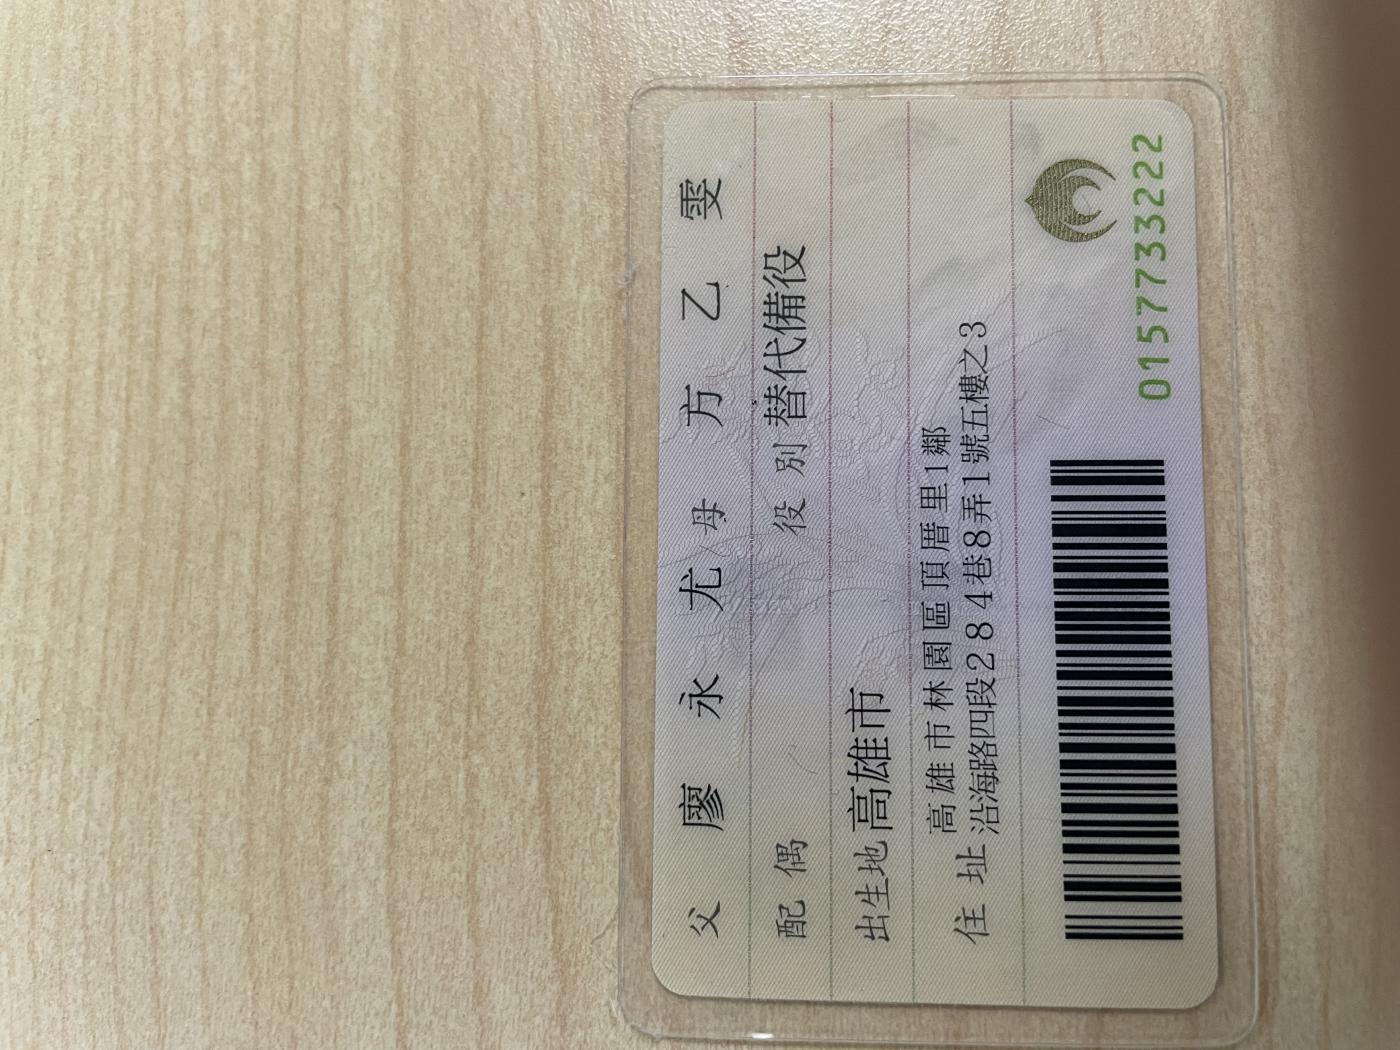 父 廖永尤 母 方乙雯
配偶 役別 替代備役
出生地 高雄市
住址 高雄市林園區頂厝里1鄰
沿海路四段284巷8弄1號五樓之3
0157733222